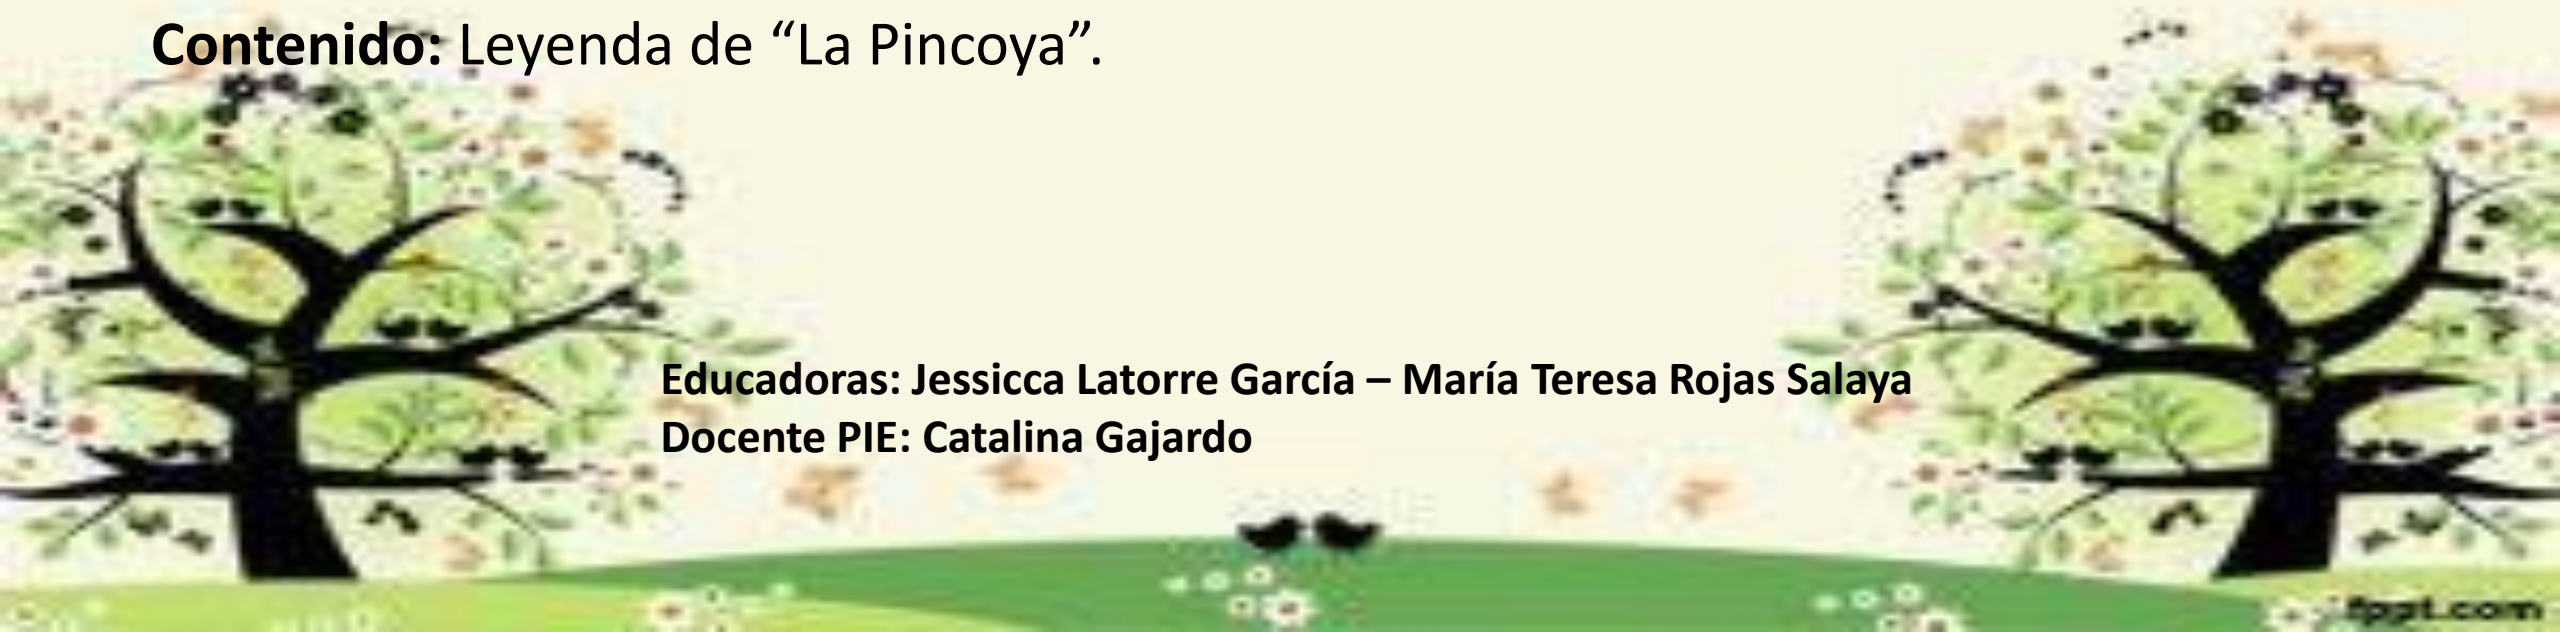 Contenido: Leyenda de “La Pincoya”.
Educadoras: Jessicca Latorre García – María Teresa Rojas Salaya
Docente PIE: Catalina Gajardo
fppt.com